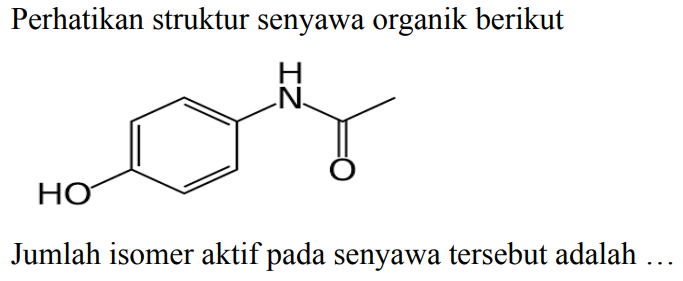 Perhatikan struktur senyawa organik berikut
H
N
O
HO
Jumlah isomer aktif pada senyawa tersebut adalah …